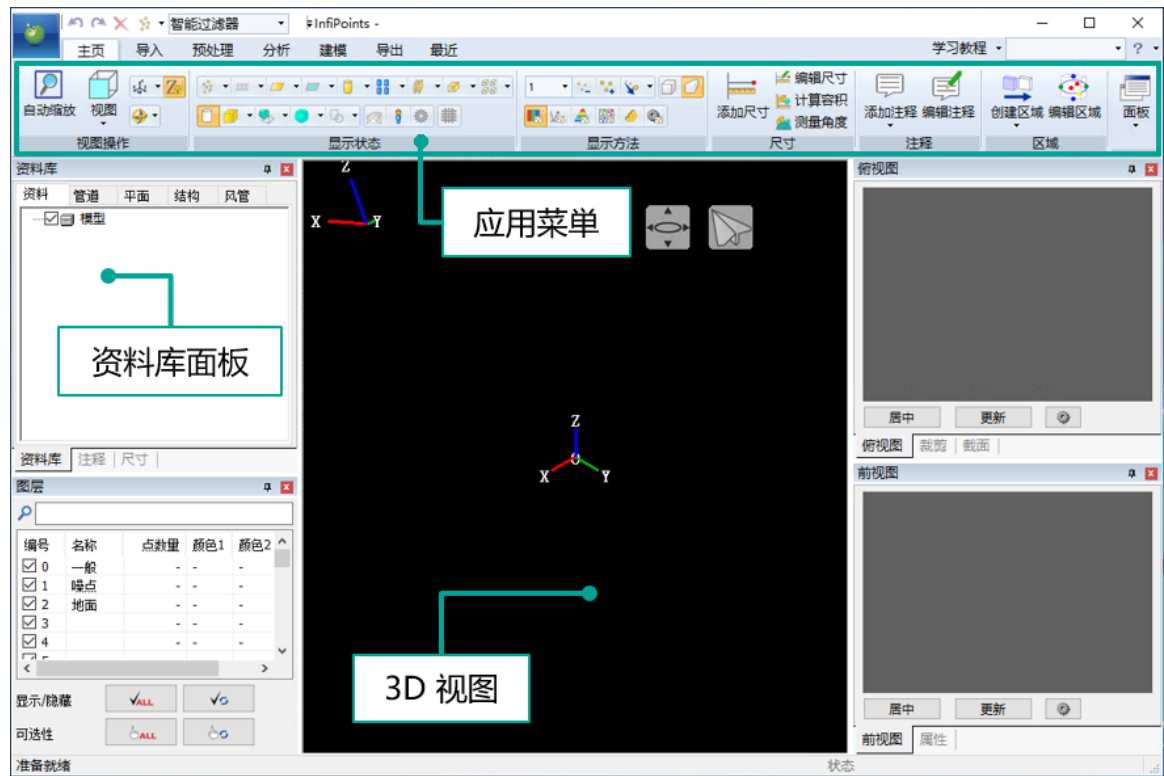 智能过滤器 InfiPoints -
主页 导入 预处理 分析 建模 导出 最近 学习教程 ?
自动缩放 视图
1
添加尺寸 编辑尺寸
计算容积
测量角度
添加注释 编辑注释 创建区域 编辑区域 面板
视图操作 显示状态 显示方法 尺寸 注释 区域
资料库
资料 管道 平面 结构 风管
模型
资料库面板
资料库 注释 尺寸
图层
编号 名称 点数量 颜色1 颜色2
0 一般 - - -
1 噪点 - - -
2 地面 - - -
3 - - -
4 - - -
显示/隐藏 ALL
可选性 ALL
准备就绪
Z
X Y
应用菜单
Z
X Y
3D 视图
俯视图
居中 更新
俯视图 裁剪 截面
前视图
居中 更新
前视图 属性
状态